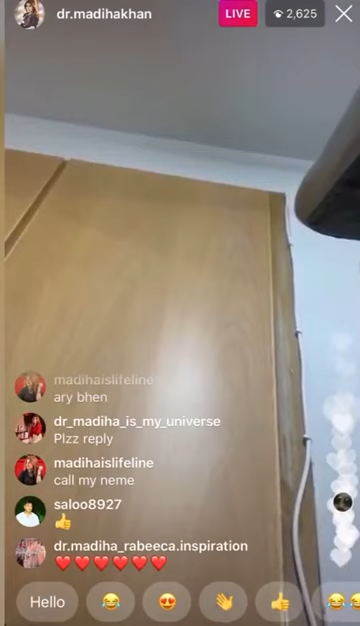 dr.madihakhan
LIVE
2,625
madihaislifeline
ary bhen
dr_madiha_is_my_universe
Plzz reply
madihaislifeline
call my neme
saloo8927
👍
dr.madiha_rabeeca.inspiration
❤️❤️❤️❤️❤️❤️
Hello